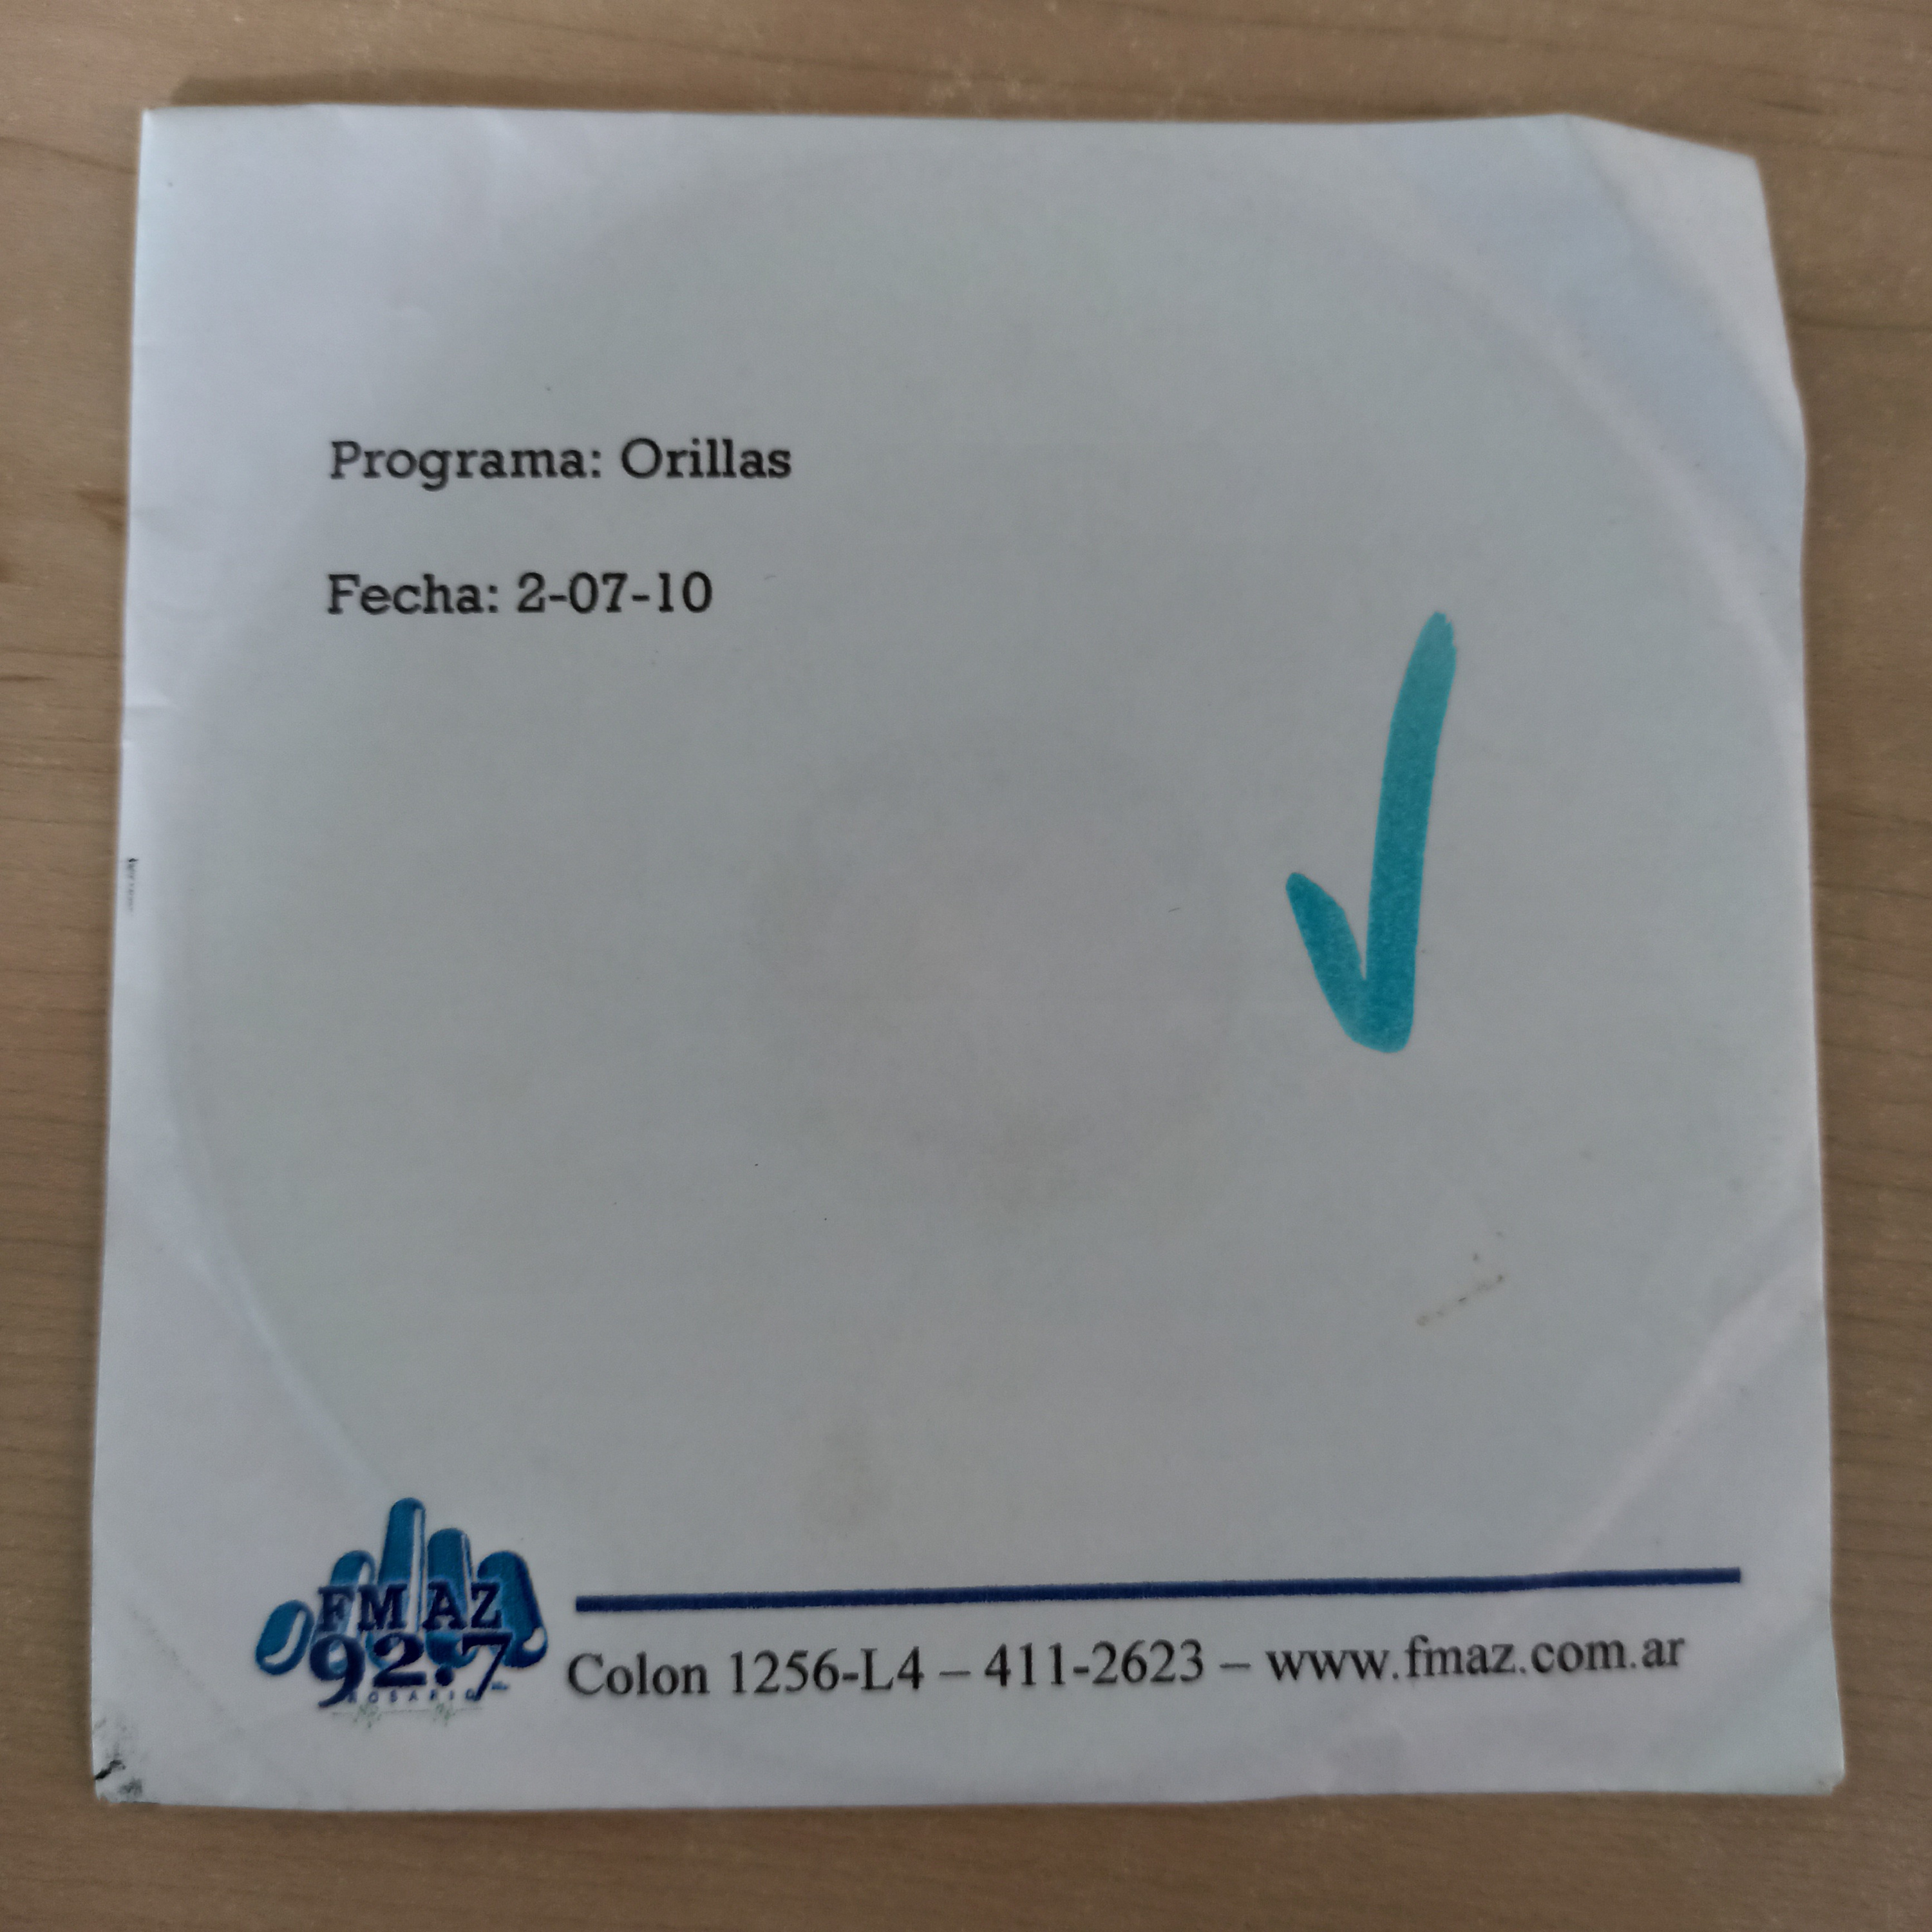 Programa: Orillas
Fecha: 2-07-10
FM AZ
92.7
ROSARIO
Colon 1256-L4 – 411-2623 – www.fmaz.com.ar